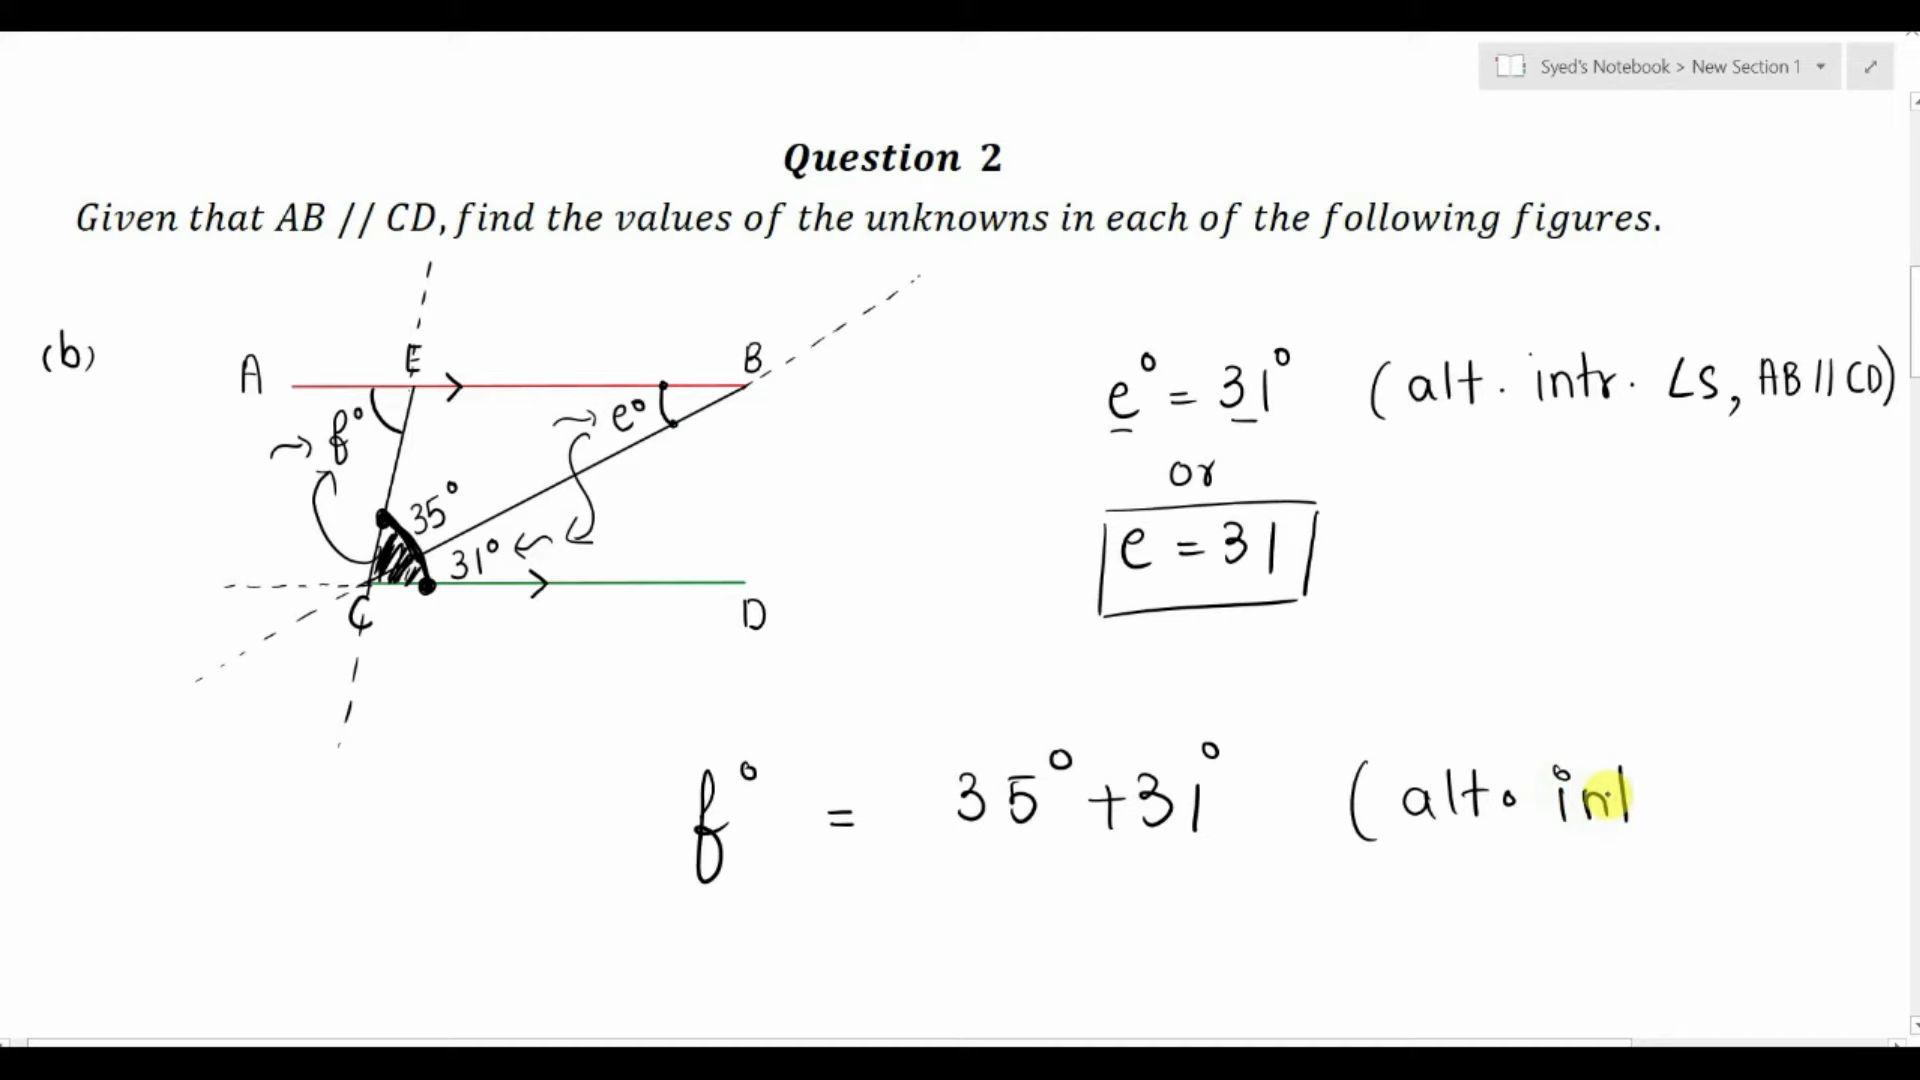 Syed's Notebook > New Section 1
Question 2
Given that AB // CD, find the values of the unknowns in each of the following figures.
(b)
A E B
f° e°
35°
31°
C D
e° = 31° (alt. intr. ∠s, AB // CD)
or
e = 31
f° = 35° + 31° (alt. int